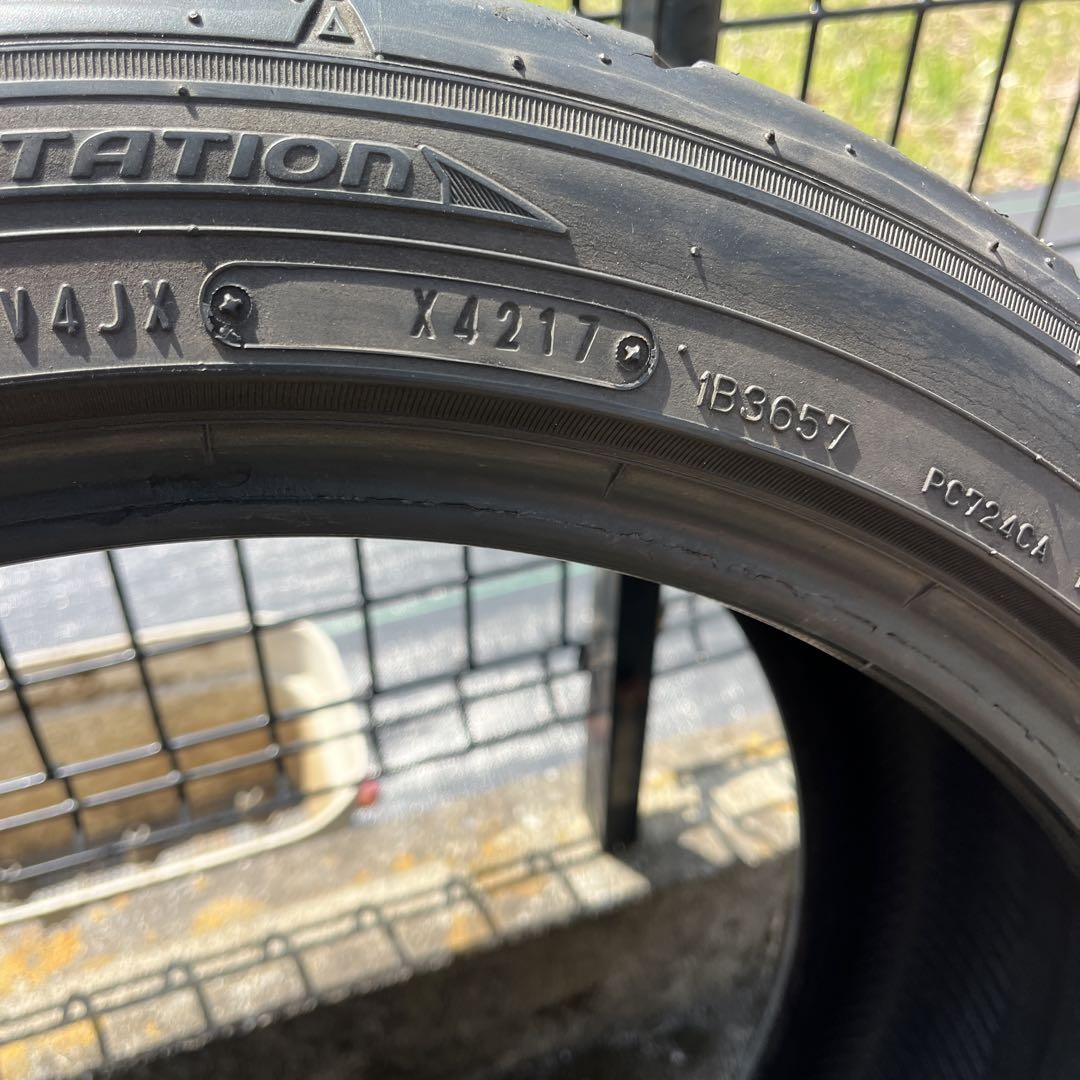 TATION
V4JX
X4217
1B3657
PC724CA